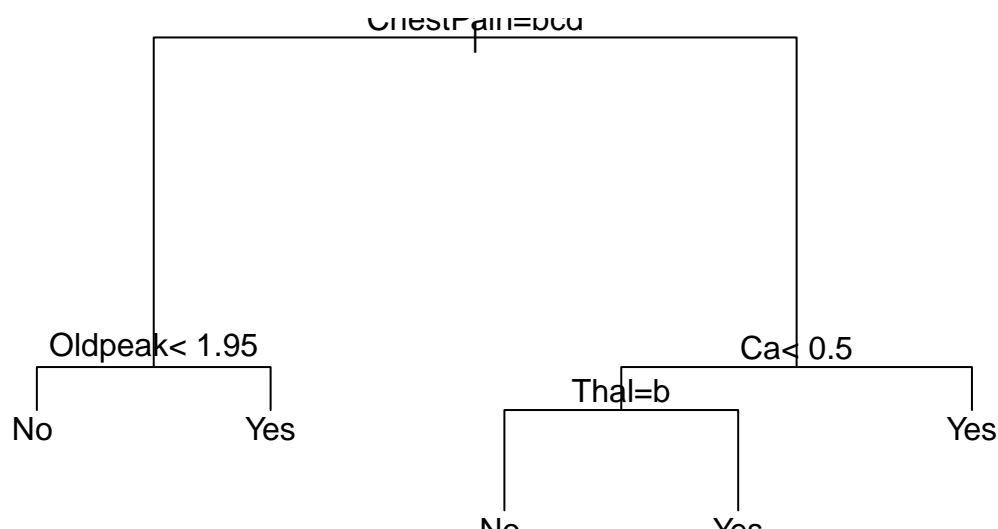 ChestPain=bcd
Oldpeak< 1.95
Ca< 0.5
Thal=b
No
Yes
Yes
No
Yes